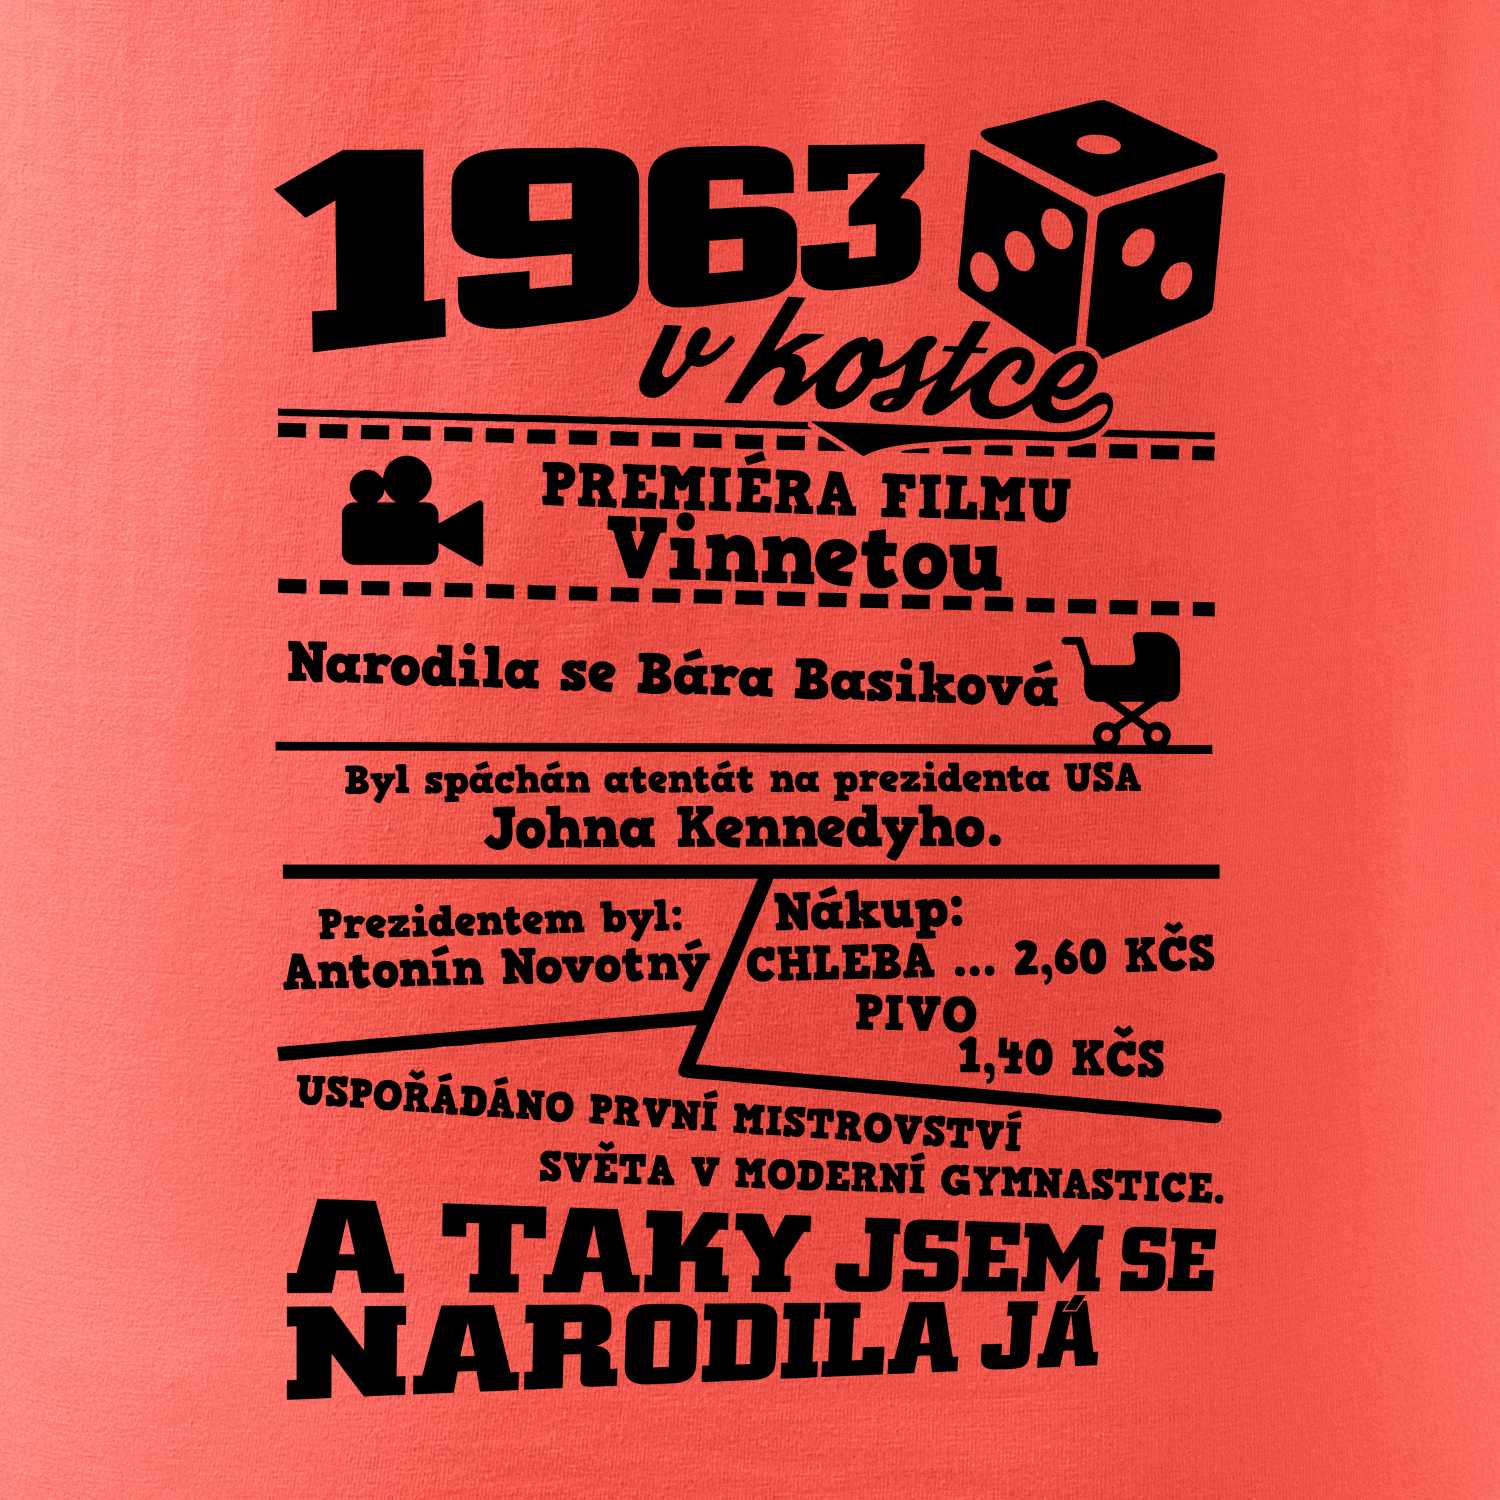 1963
v kostce
PREMIÉRA FILMU
Vinnetou
Narodila se Bára Basiková
Byl spáchán atentát na prezidenta USA
Johna Kennedyho.
Prezidentem byl:
Antonín Novotný
Nákup:
CHLEBA ... 2,60 KČS
PIVO
1,40 KČS
USPOŘÁDÁNO PRVNÍ MISTROVSTVÍ
SVĚTA V MODERNÍ GYMNASTICE.
A TAKY JSEM SE
NARODILA JÁ